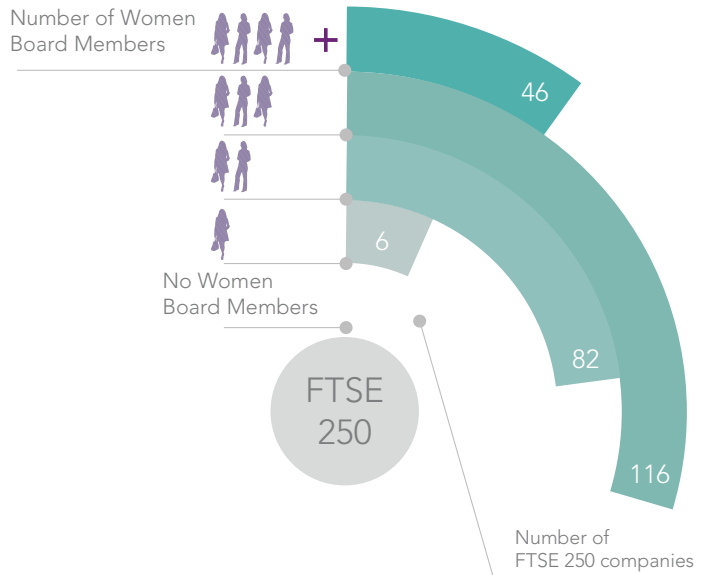 Number of Women
Board Members
+
46
6
No Women
Board Members
82
FTSE
250
116
Number of
FTSE 250 companies